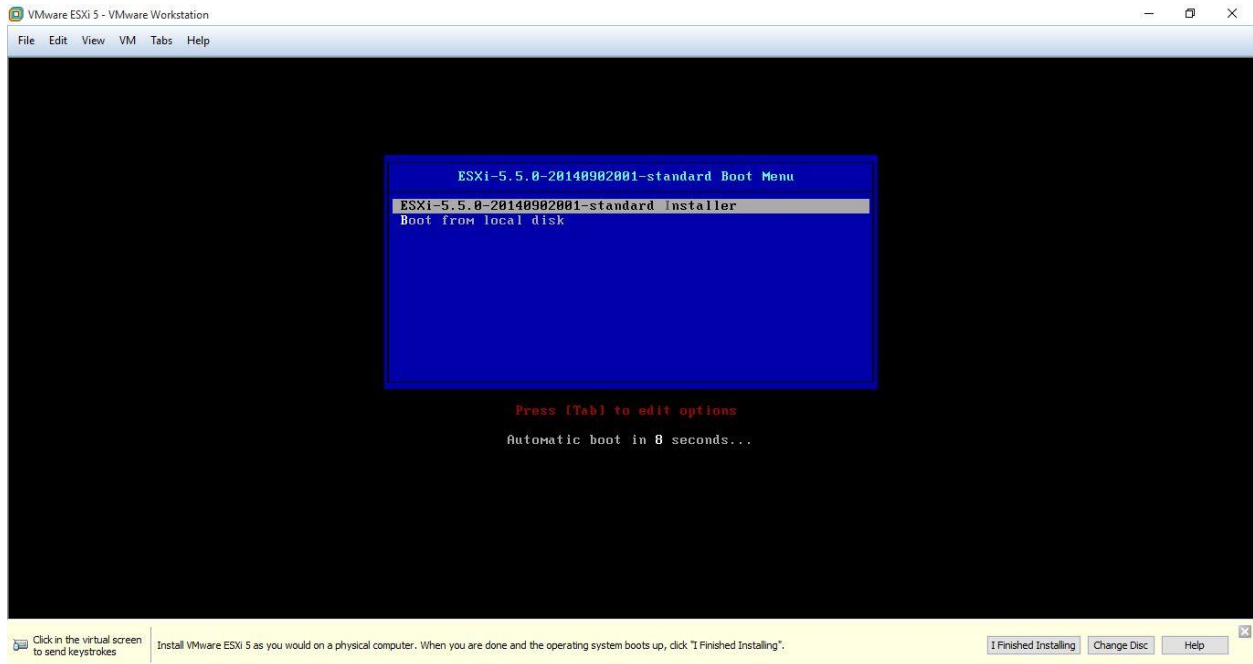 VMware ESXi 5 - VMware Workstation
File Edit View VM Tabs Help
ESXi-5.5.0-20140902001-standard Boot Menu
ESXi-5.5.0-20140902001-standard Installer
Boot from local disk
Press [Tab] to edit options
Automatic boot in 8 seconds...
Click in the virtual screen
to send keystrokes
Install VMware ESXi 5 as you would on a physical computer. When you are done and the operating system boots up, click "I Finished Installing".
I Finished Installing Change Disc Help